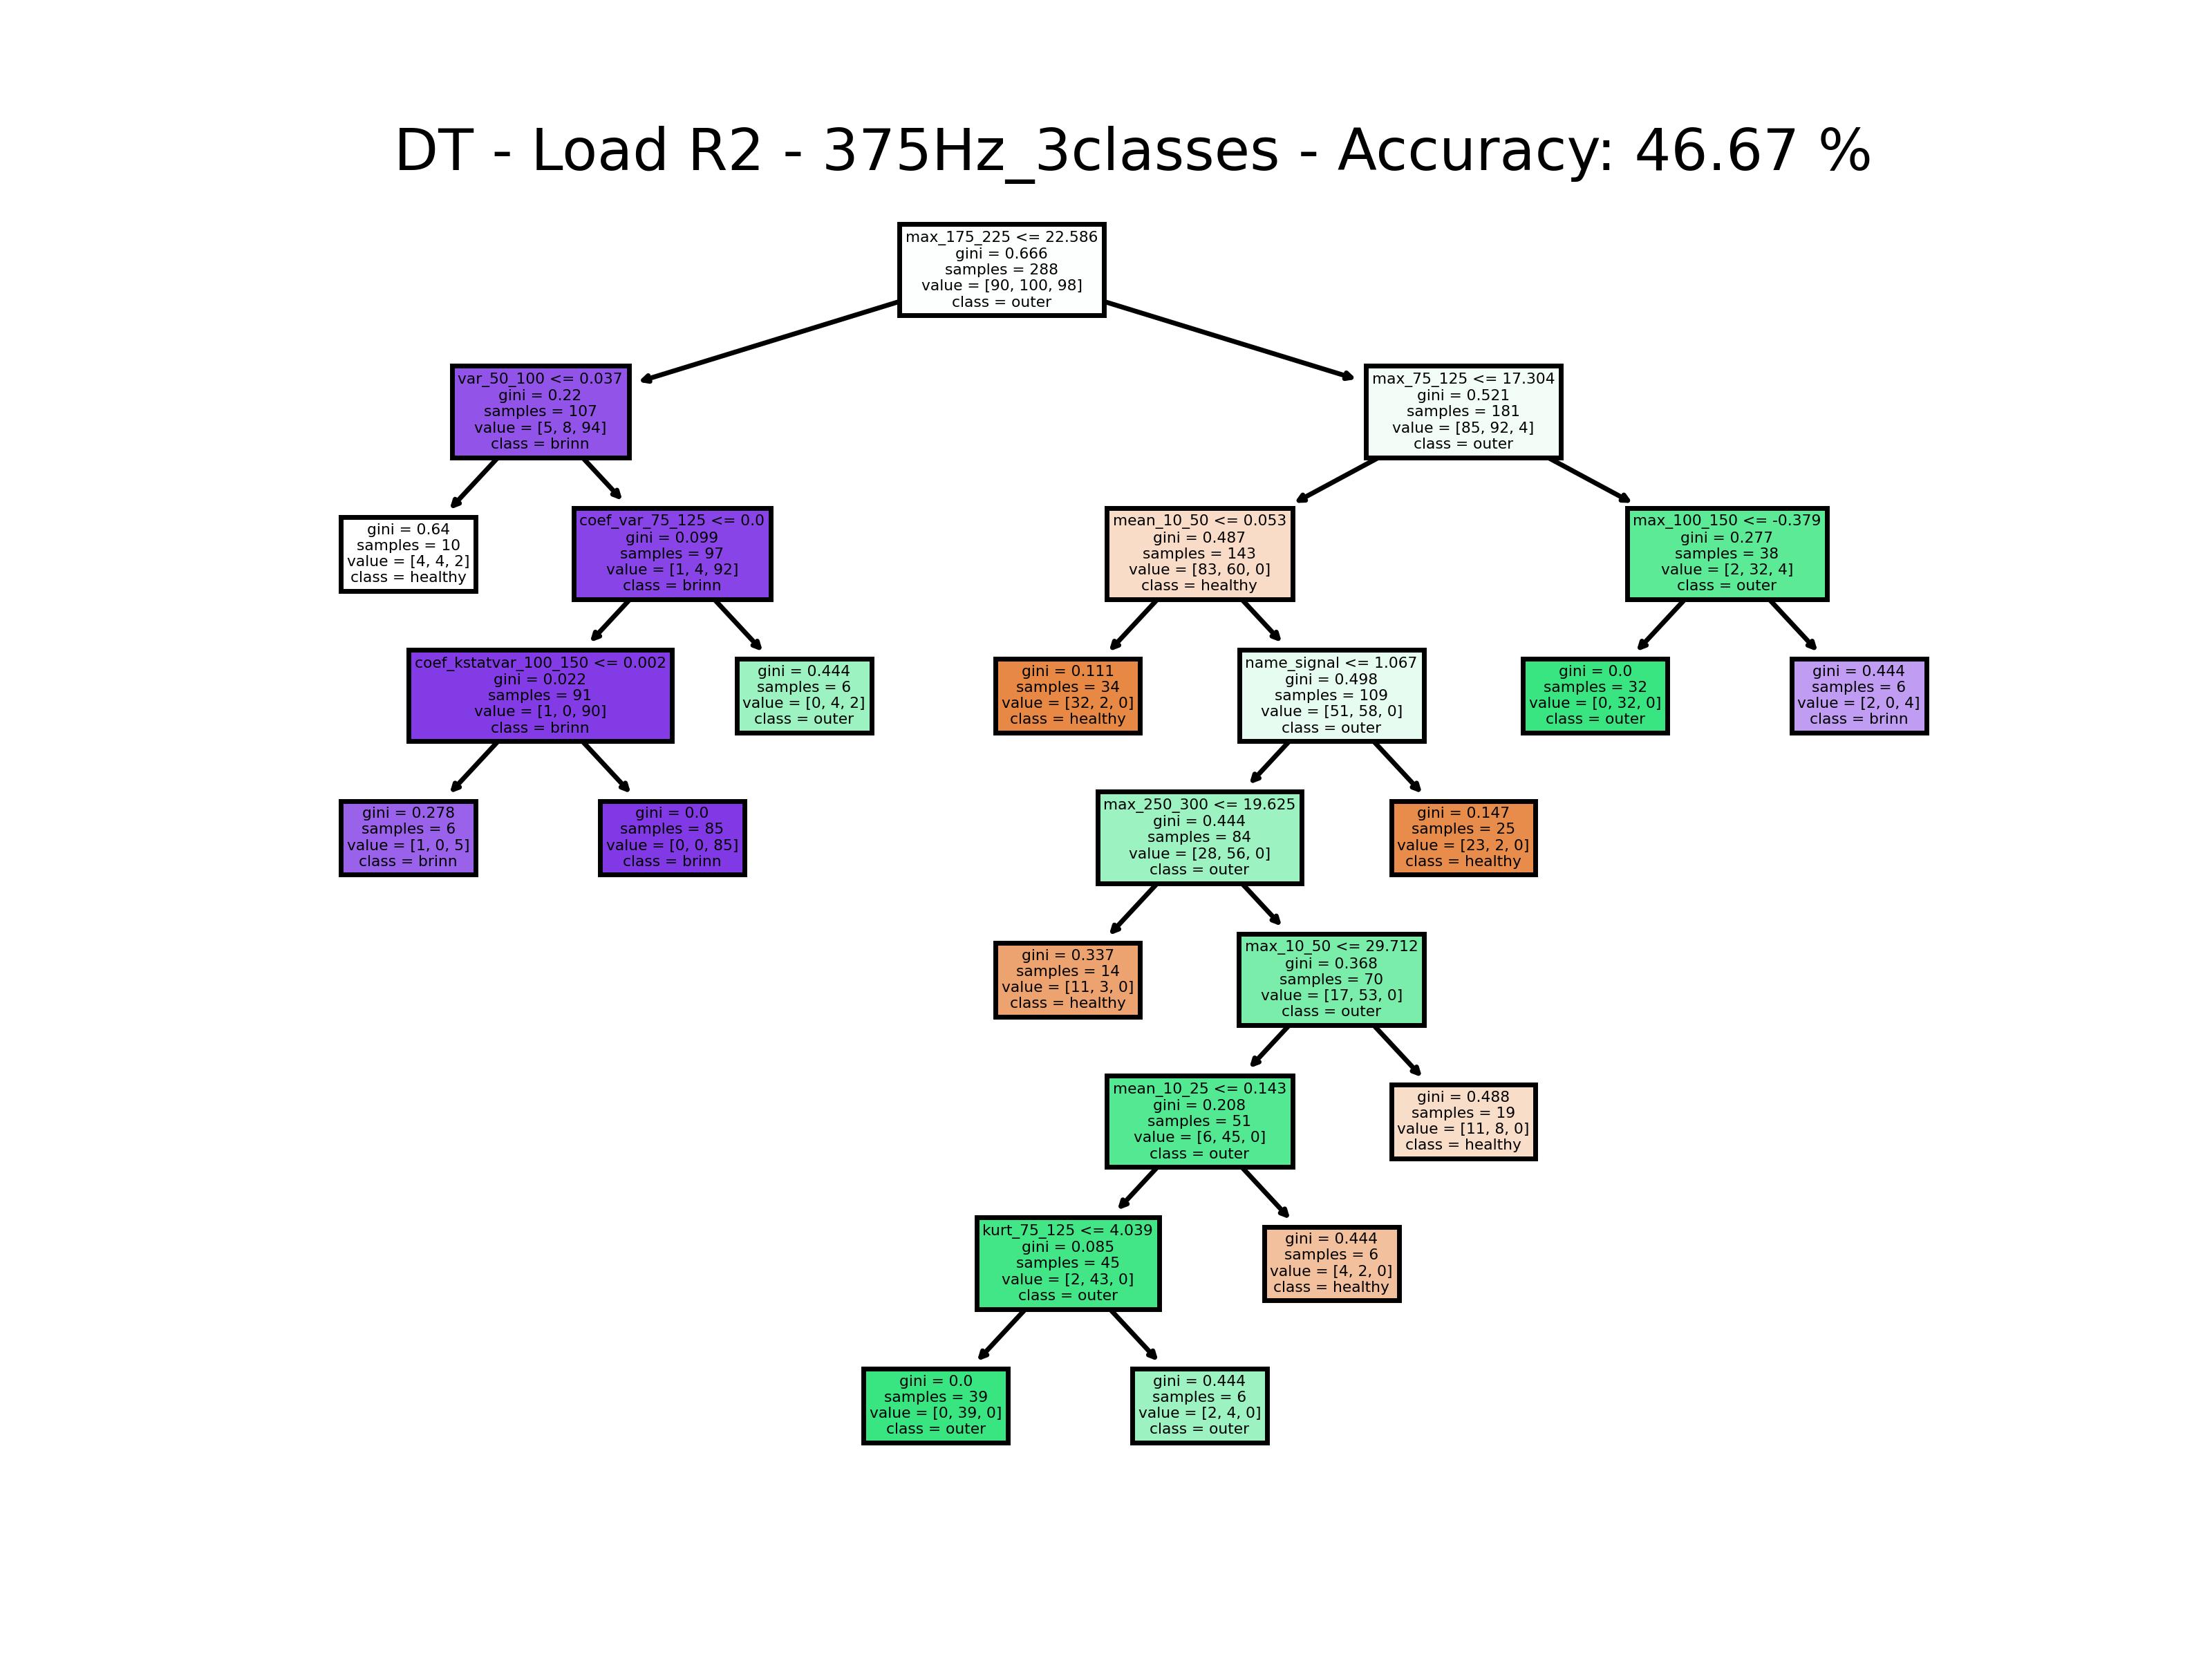 DT - Load R2 - 375Hz_3classes - Accuracy: 46.67 %
max_175_225 <= 22.586
gini = 0.666
samples = 288
value = [90, 100, 98]
class = outer
var_50_100 <= 0.037
gini = 0.22
samples = 107
value = [5, 8, 94]
class = brinn
max_75_125 <= 17.304
gini = 0.521
samples = 181
value = [85, 92, 4]
class = outer
gini = 0.64
samples = 10
value = [4, 4, 2]
class = healthy
coef_var_75_125 <= 0.0
gini = 0.099
samples = 97
value = [1, 4, 92]
class = brinn
mean_10_50 <= 0.053
gini = 0.487
samples = 143
value = [83, 60, 0]
class = healthy
max_100_150 <= -0.379
gini = 0.277
samples = 38
value = [2, 32, 4]
class = outer
coef_kstatvar_100_150 <= 0.002
gini = 0.022
samples = 91
value = [1, 0, 90]
class = brinn
gini = 0.444
samples = 6
value = [0, 4, 2]
class = outer
gini = 0.111
samples = 34
value = [32, 2, 0]
class = healthy
name_signal <= 1.067
gini = 0.498
samples = 109
value = [51, 58, 0]
class = outer
gini = 0.0
samples = 32
value = [0, 32, 0]
class = outer
gini = 0.444
samples = 6
value = [2, 0, 4]
class = brinn
gini = 0.278
samples = 6
value = [1, 0, 5]
class = brinn
gini = 0.0
samples = 85
value = [0, 0, 85]
class = brinn
max_250_300 <= 19.625
gini = 0.444
samples = 84
value = [28, 56, 0]
class = outer
gini = 0.147
samples = 25
value = [23, 2, 0]
class = healthy
gini = 0.337
samples = 14
value = [11, 3, 0]
class = healthy
max_10_50 <= 29.712
gini = 0.368
samples = 70
value = [17, 53, 0]
class = outer
mean_10_25 <= 0.143
gini = 0.208
samples = 51
value = [6, 45, 0]
class = outer
gini = 0.488
samples = 19
value = [11, 8, 0]
class = healthy
kurt_75_125 <= 4.039
gini = 0.085
samples = 45
value = [2, 43, 0]
class = outer
gini = 0.444
samples = 6
value = [4, 2, 0]
class = healthy
gini = 0.0
samples = 39
value = [0, 39, 0]
class = outer
gini = 0.444
samples = 6
value = [2, 4, 0]
class = outer